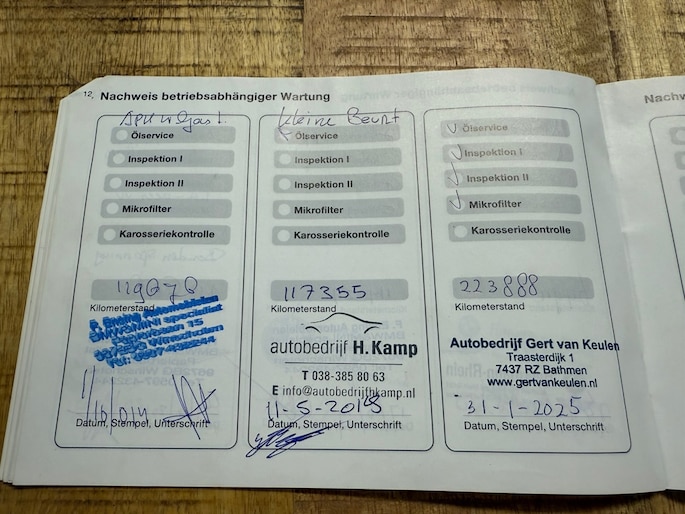 12, Nachweis betriebsabhängiger Wartung
Nachw
Ölservice
Inspektion I
Inspektion II
Mikrofilter
Karosseriekontrolle
Kilometerstand
BMW&MINI specialist
Datum, Stempel, Unterschrift
kleine Beurt
Ölservice
Inspektion I
Inspektion II
Mikrofilter
Karosseriekontrolle
117355
Kilometerstand
autobedrijf H. Kamp
T 038-385 80 63
E info@autobedrijfhkamp.nl
11-5-2018
Datum, Stempel, Unterschrift
Ölservice
Inspektion I
Inspektion II
Mikrofilter
Karosseriekontrolle
223888
Kilometerstand
Autobedrijf Gert van Keulen
Traasterdijk 1
7437 RZ Bathmen
www.gertvankeulen.nl
31-1-2025
Datum, Stempel, Unterschrift